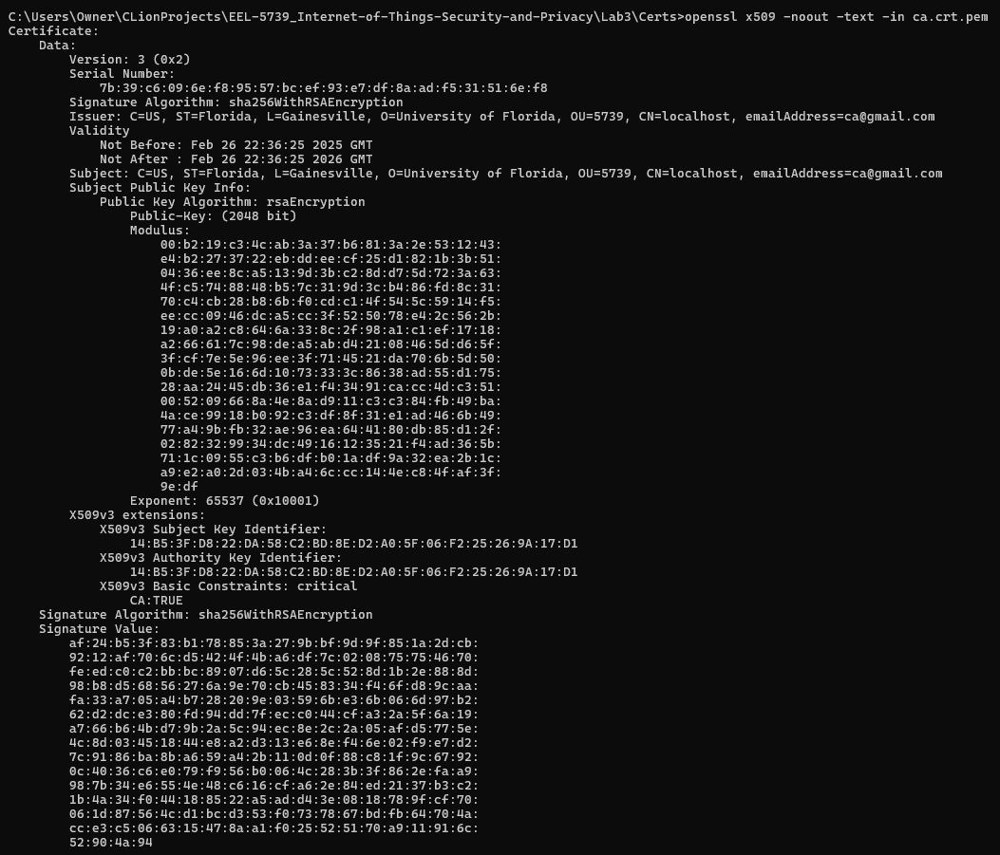 C:\Users\Owner\CLionProjects\EEL-5739_Internet-of-Things-Security-and-Privacy\Lab3\Certs>openssl x509 -noout -text -in ca.crt.pem
Certificate:
    Data:
        Version: 3 (0x2)
        Serial Number:
            7b:39:c6:09:6e:f8:95:57:bc:ef:93:e7:df:8a:ad:f5:31:51:6e:f8
        Signature Algorithm: sha256WithRSAEncryption
        Issuer: C=US, ST=Florida, L=Gainesville, O=University of Florida, OU=5739, CN=localhost, emailAddress=ca@gmail.com
        Validity
            Not Before: Feb 26 22:36:25 2025 GMT
            Not After : Feb 26 22:36:25 2026 GMT
        Subject: C=US, ST=Florida, L=Gainesville, O=University of Florida, OU=5739, CN=localhost, emailAddress=ca@gmail.com
        Subject Public Key Info:
            Public Key Algorithm: rsaEncryption
                Public-Key: (2048 bit)
                Modulus:
                    00:b2:19:c3:4c:ab:3a:37:b6:81:3a:2e:53:12:43:
                    e4:b2:27:37:22:eb:dd:ee:cf:25:d1:82:1b:3b:51:
                    04:36:ee:8c:a5:13:9d:3b:c2:8d:d7:5d:72:3a:63:
                    4f:c5:74:88:48:b5:7c:31:9d:3c:b4:86:fd:8c:31:
                    70:c4:cb:28:b8:6b:f0:cd:c1:4f:54:5c:59:14:f5:
                    ee:cc:09:46:dc:a5:cc:3f:52:50:78:e4:2c:56:2b:
                    19:a0:a2:c8:64:6a:33:8c:2f:98:a1:c1:ef:17:18:
                    a2:66:61:7c:98:de:a5:ab:d4:21:08:46:5d:d6:5f:
                    3f:cf:7e:5e:96:ee:3f:71:45:21:da:70:6b:5d:50:
                    0b:de:5e:16:6d:10:73:33:3c:86:38:ad:55:d1:75:
                    28:aa:24:45:db:36:e1:f4:34:91:ca:cc:4d:c3:51:
                    00:52:09:66:8a:4e:8a:d9:11:c3:c3:84:fb:49:ba:
                    4a:ce:99:18:b0:92:c3:df:8f:31:e1:ad:46:6b:49:
                    77:a4:9b:fb:32:ae:96:ea:64:41:80:db:85:d1:2f:
                    02:82:32:99:34:dc:49:16:12:35:21:f4:ad:36:5b:
                    71:1c:09:55:c3:b6:df:b0:1a:df:9a:32:ea:2b:1c:
                    a9:e2:a0:2d:03:4b:a4:6c:cc:14:4e:c8:4f:af:3f:
                    9e:df
                Exponent: 65537 (0x10001)
        X509v3 extensions:
            X509v3 Subject Key Identifier:
                14:B5:3F:D8:22:DA:58:C2:BD:8E:D2:A0:5F:06:F2:25:26:9A:17:D1
            X509v3 Authority Key Identifier:
                14:B5:3F:D8:22:DA:58:C2:BD:8E:D2:A0:5F:06:F2:25:26:9A:17:D1
            X509v3 Basic Constraints: critical
                CA:TRUE
    Signature Algorithm: sha256WithRSAEncryption
    Signature Value:
        af:24:b5:3f:83:b1:78:85:3a:27:9b:bf:9d:9f:85:1a:2d:cb:
        92:12:af:70:6c:d5:42:4f:4b:a6:df:7c:02:08:75:75:46:70:
        fe:ed:c0:c2:bb:bc:89:07:d6:5c:28:5c:52:8d:1b:2e:88:8d:
        98:b8:d5:68:56:27:6a:9e:70:cb:45:83:34:f4:6f:d8:9c:aa:
        fa:33:a7:05:a4:b7:28:20:9e:03:59:6b:e3:6b:06:6d:97:b2:
        62:d2:dc:e3:80:fd:94:dd:7f:ec:c0:44:cf:a3:2a:5f:6a:19:
        a7:66:b6:4b:d7:9b:2a:5c:94:ec:8e:2c:2a:05:af:d5:77:5e:
        4c:8d:03:45:18:44:e8:a2:d3:13:e6:8e:f4:6e:02:f9:e7:d2:
        7c:91:86:ba:8b:a6:59:a4:2b:11:0d:0f:88:c8:1f:9c:67:92:
        0c:40:36:c6:e0:79:f9:56:b0:06:4c:28:3b:3f:86:2e:fa:a9:
        98:7b:34:e6:55:4e:48:c6:16:cf:a6:2e:84:ed:21:37:b3:c2:
        1b:4a:34:f0:44:18:85:22:a5:ad:d4:3e:08:18:78:9f:cf:70:
        06:1d:87:56:4c:d1:bc:d3:53:f0:73:78:67:bd:fb:64:70:4a:
        cc:e3:c5:06:63:15:47:8a:a1:f0:25:52:51:70:a9:11:91:6c:
        52:90:4a:94